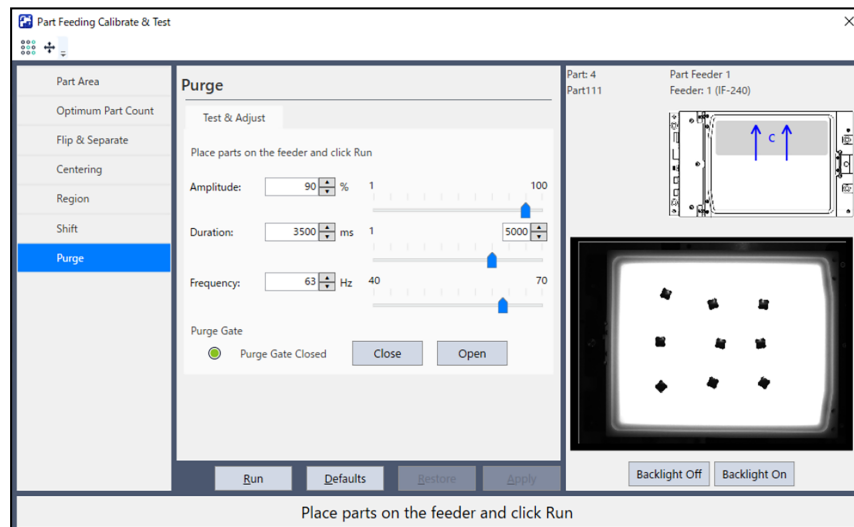 Part Feeding Calibrate & Test
Part Area
Optimum Part Count
Flip & Separate
Centering
Region
Shift
Purge
Purge
Test & Adjust
Place parts on the feeder and click Run
Amplitude: 90 % 1 100
Duration: 3500 ms 1 5000
Frequency: 63 Hz 40 70
Purge Gate
Purge Gate Closed Close Open
Run Defaults Restore Apply
Part: 4 Part Feeder 1
Part111 Feeder: 1 (IF-240)
C
Backlight Off Backlight On
Place parts on the feeder and click Run